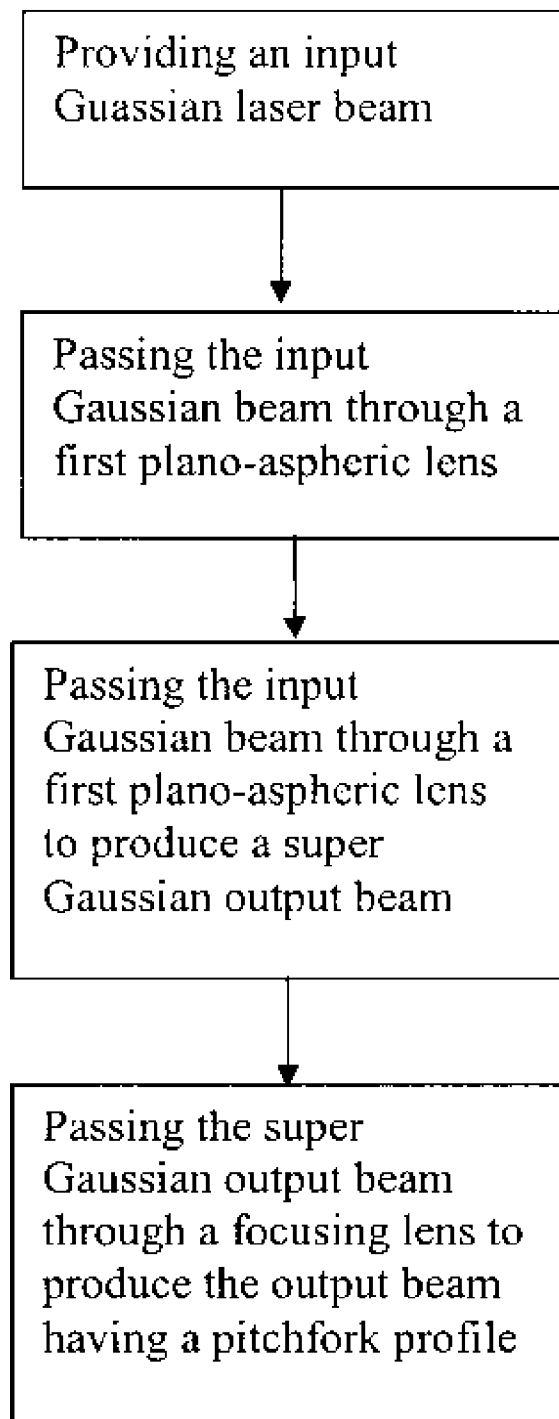 Providing an input
Guassian laser beam
Passing the input
Gaussian beam through a
first plano-aspheric lens
Passing the input
Gaussian beam through a
first plano-aspheric lens
to produce a super
Gaussian output beam
Passing the super
Gaussian output beam
through a focusing lens to
produce the output beam
having a pitchfork profile